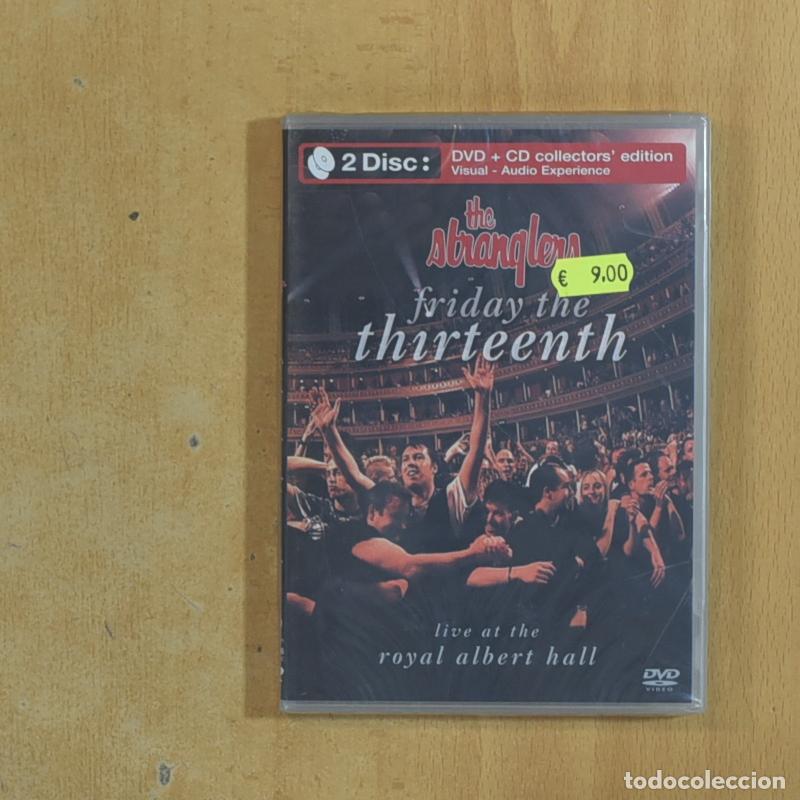 2 Disc:
DVD + CD collectors' edition
Visual - Audio Experience
the
stranglers
€ 9,00
friday the
thirteenth
live at the
royal albert hall
DVD
VIDEO
todocoleccion